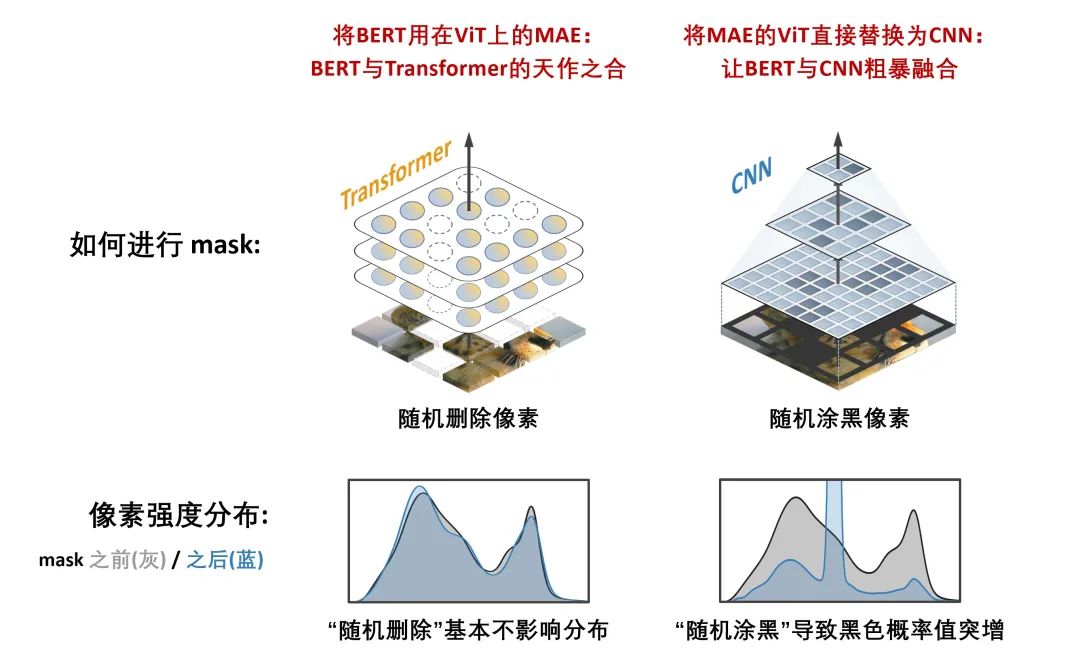 将BERT用在ViT上的MAE：
BERT与Transformer的天作之合
将MAE的ViT直接替换为CNN：
让BERT与CNN粗暴融合
Transformer
CNN
如何进行 mask:
随机删除像素
随机涂黑像素
像素强度分布:
mask 之前(灰) / 之后(蓝)
“随机删除”基本不影响分布
“随机涂黑”导致黑色概率值突增